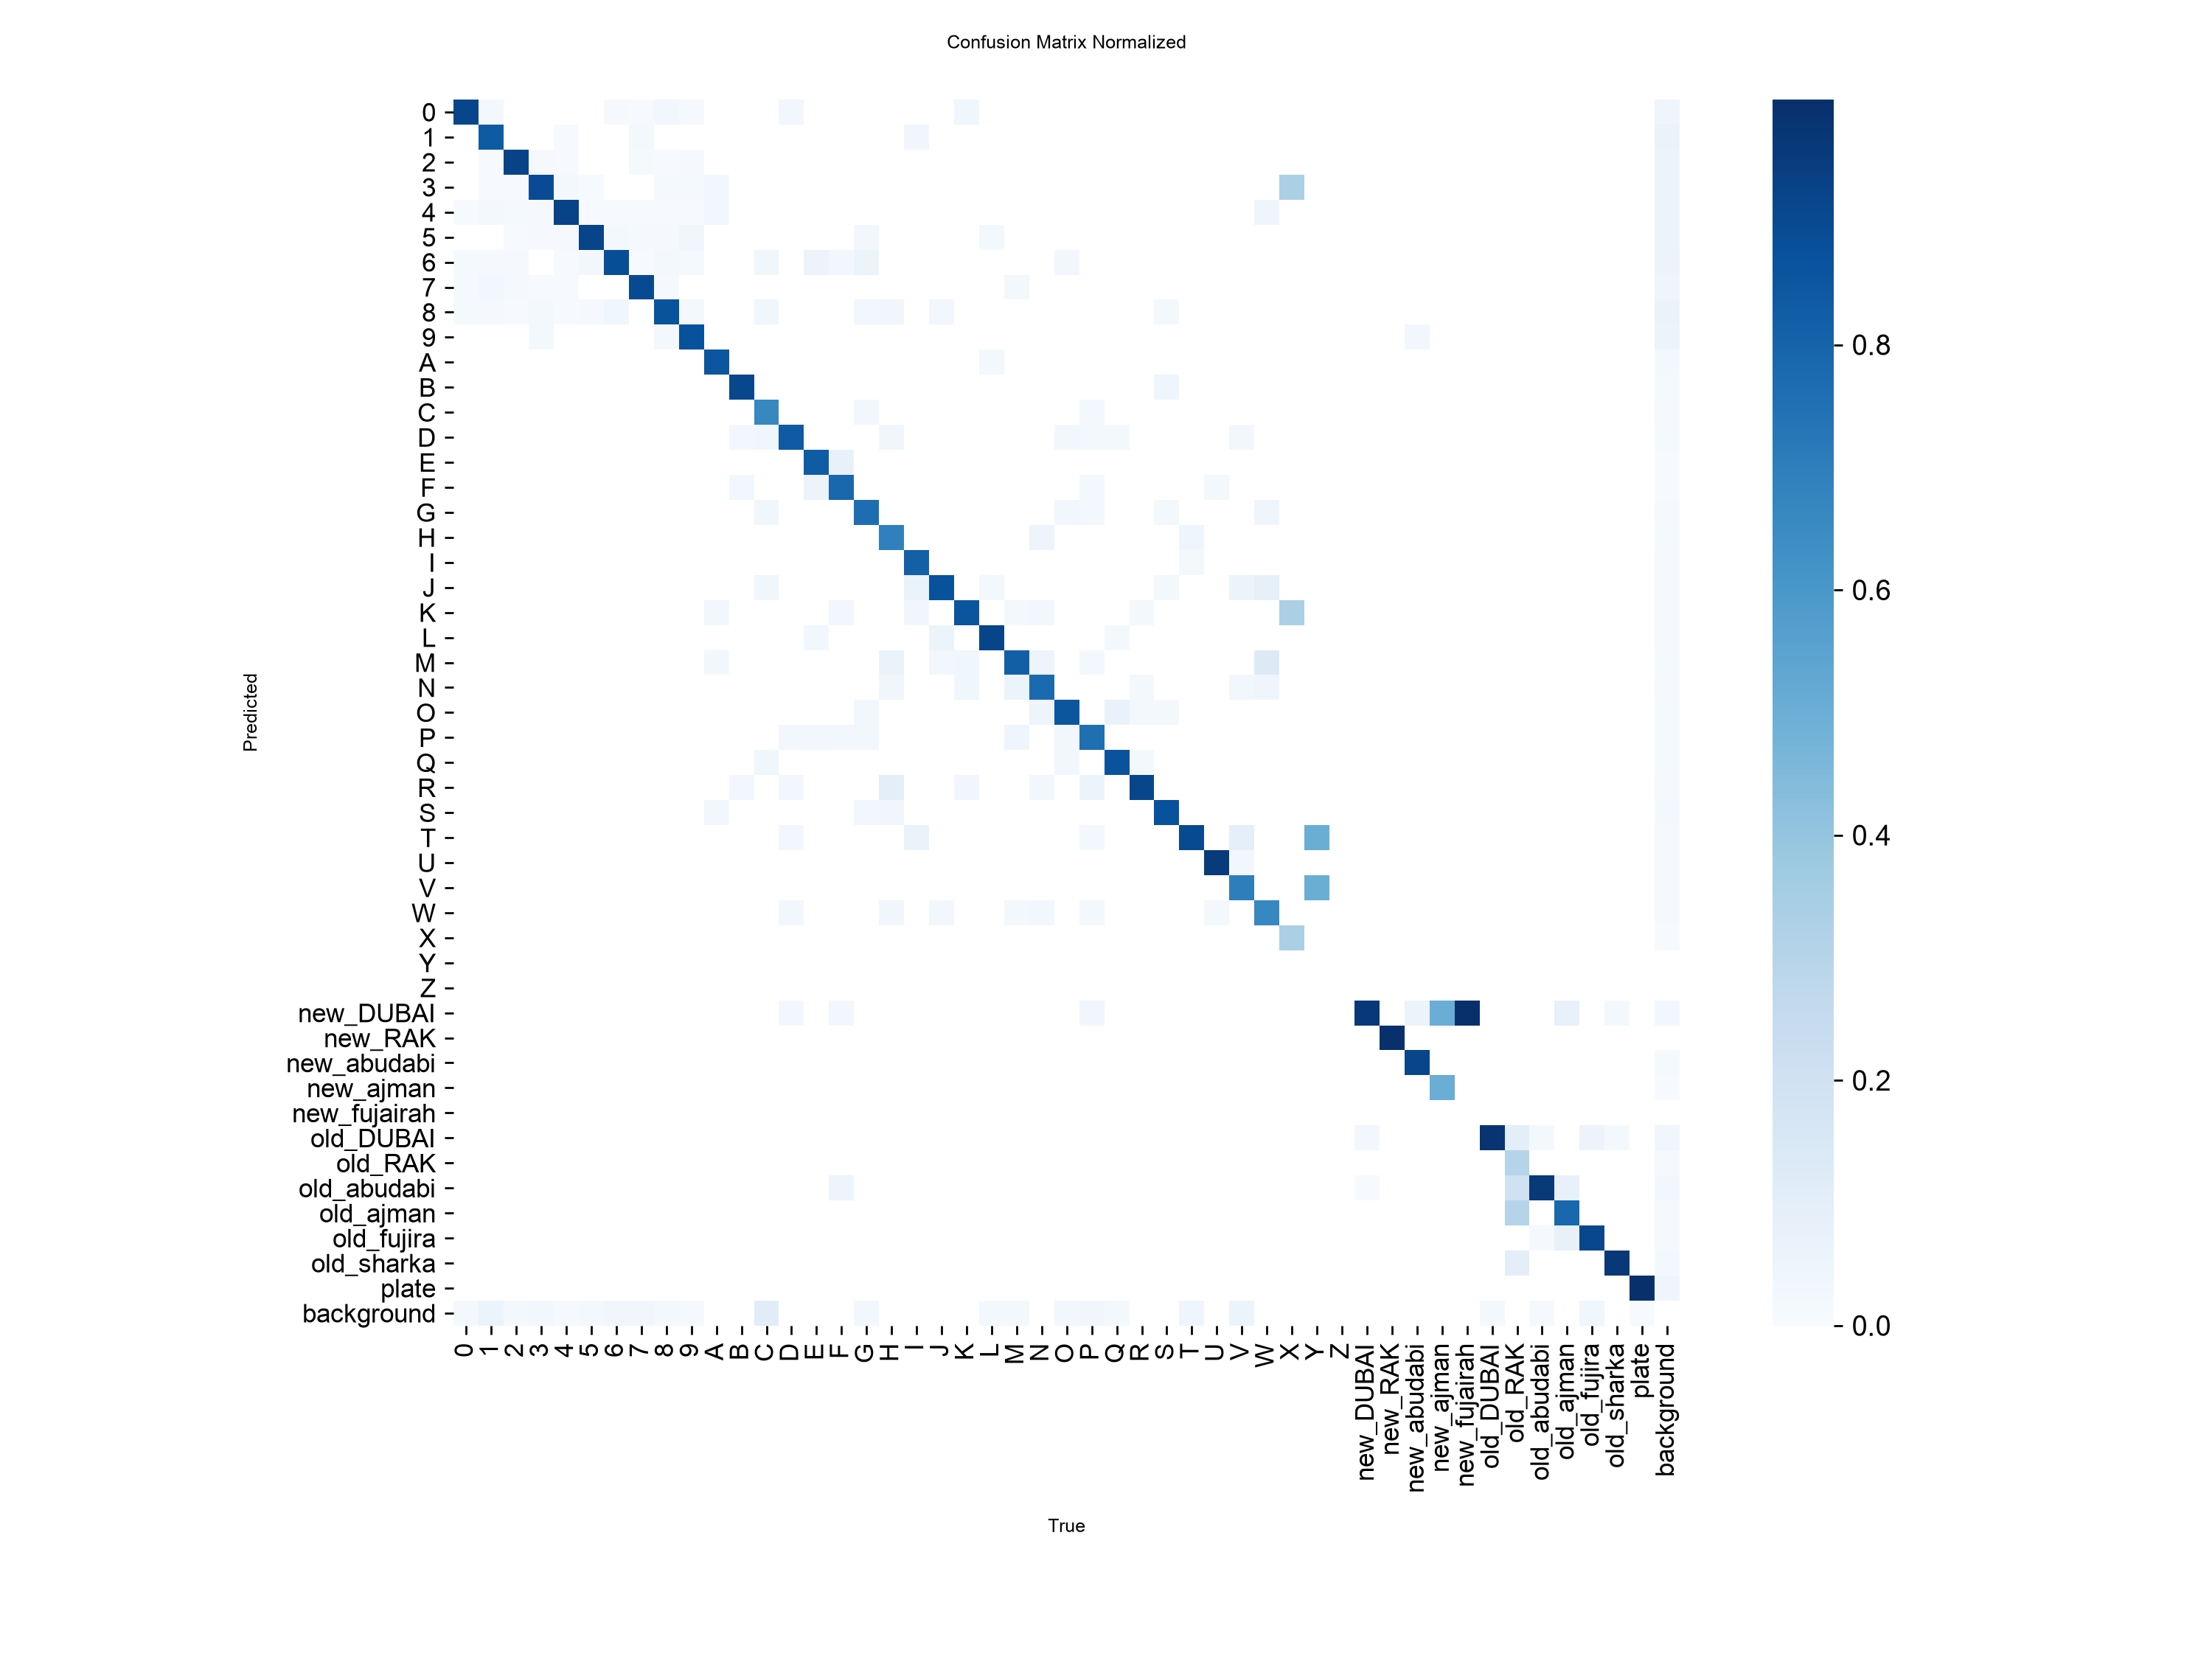 Confusion Matrix Normalized
0
1
2
3
4
5
6
7
8
9
A
B
C
D
E
F
G
H
I
J
K
L
M
N
O
P
Q
R
S
T
U
V
W
X
Y
Z
new_DUBAI
new_RAK
new_abudabi
new_ajman
new_fujairah
old_DUBAI
old_RAK
old_abudabi
old_ajman
old_fujira
old_sharka
plate
background
Predicted
0 1 2 3 4 5 6 7 8 9 A B C D E F G H I J K L M N O P Q R S T U V W X Y Z new_DUBAI new_RAK new_abudabi new_ajman new_fujairah old_DUBAI old_RAK old_abudabi old_ajman old_fujira old_sharka plate background
True
0.8
0.6
0.4
0.2
0.0